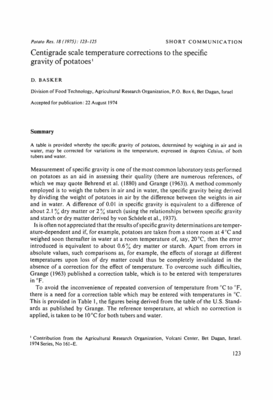 Potato Res. 18 (1975) : 123–125
SHORT COMMUNICATION
Centigrade scale temperature corrections to the specific
gravity of potatoes¹
D. BASKER
Division of Food Technology, Agricultural Research Organization, P.O. Box 6, Bet Dagan, Israel
Accepted for publication: 22 August 1974
Summary
A table is provided whereby the specific gravity of potatoes, determined by weighing in air and in
water, may be corrected for variations in the temperature, expressed in degrees Celsius, of both
tubers and water.
Measurement of specific gravity is one of the most common laboratory tests performed
on potatoes as an aid in assessing their quality (there are numerous references, of
which we may quote Behrend et al. (1880) and Grange (1963)). A method commonly
employed is to weigh the tubers in air and in water, the specific gravity being derived
by dividing the weight of potatoes in air by the difference between the weights in air
and in water. A difference of 0.01 in specific gravity is equivalent to a difference of
about 2.1% dry matter or 2% starch (using the relationships between specific gravity
and starch or dry matter derived by von Schéele et al., 1937).
It is often not appreciated that the results of specific gravity determinations are temper-
ature-dependent and if, for example, potatoes are taken from a store room at 4°C and
weighed soon thereafter in water at a room temperature of, say, 20°C, then the error
introduced is equivalent to about 0.6% dry matter or starch. Apart from errors in
absolute values, such comparisons as, for example, the effects of storage at different
temperatures upon loss of dry matter could thus be completely invalidated in the
absence of a correction for the effect of temperature. To overcome such difficulties,
Grange (1963) published a correction table, which is to be entered with temperatures
in °F.
To avoid the inconvenience of repeated conversion of temperature from °C to °F,
there is a need for a correction table which may be entered with temperatures in °C.
This is provided in Table 1, the figures being derived from the table of the U.S. Stand-
ards as published by Grange. The reference temperature, at which no correction is
applied, is taken to be 10°C for both tubers and water.
¹ Contribution from the Agricultural Research Organization, Volcani Center, Bet Dagan, Israel.
1974 Series, No 161–E.
123